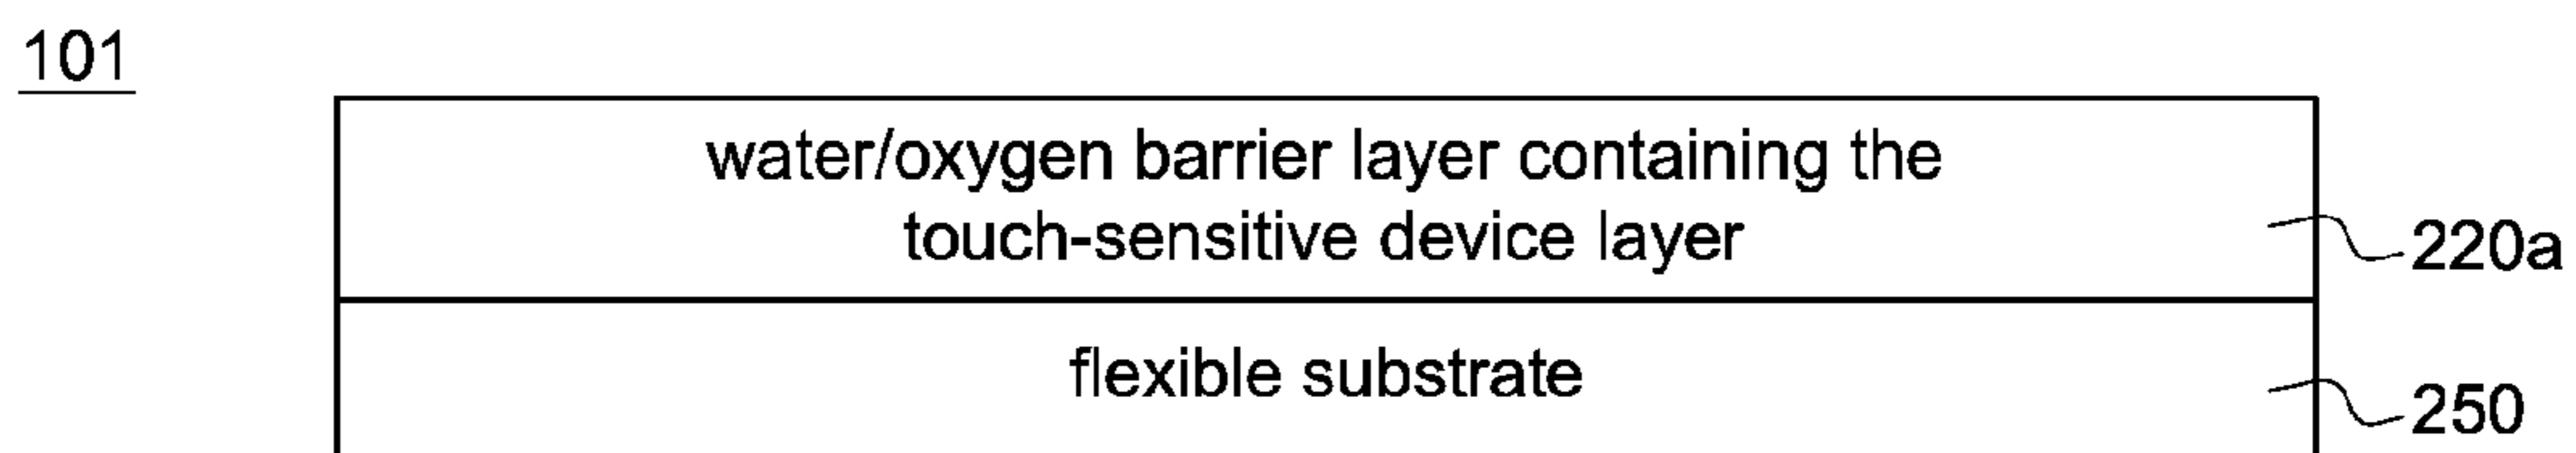 101
water/oxygen barrier layer containing the
touch-sensitive device layer
220a
flexible substrate
250